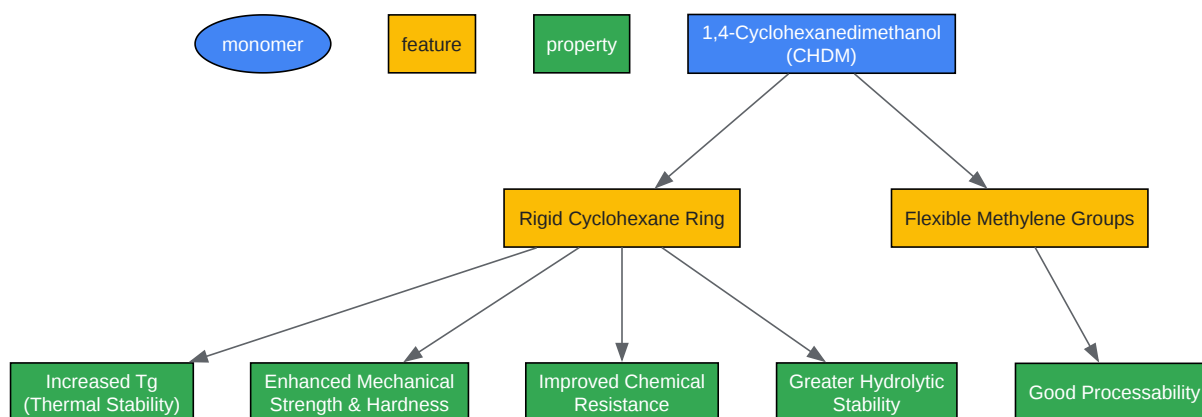 monomer
feature
property
1,4-Cyclohexanedimethanol
(CHDM)
Rigid Cyclohexane Ring
Flexible Methylene Groups
Increased Tg
(Thermal Stability)
Enhanced Mechanical
Strength & Hardness
Improved Chemical
Resistance
Greater Hydrolytic
Stability
Good Processability